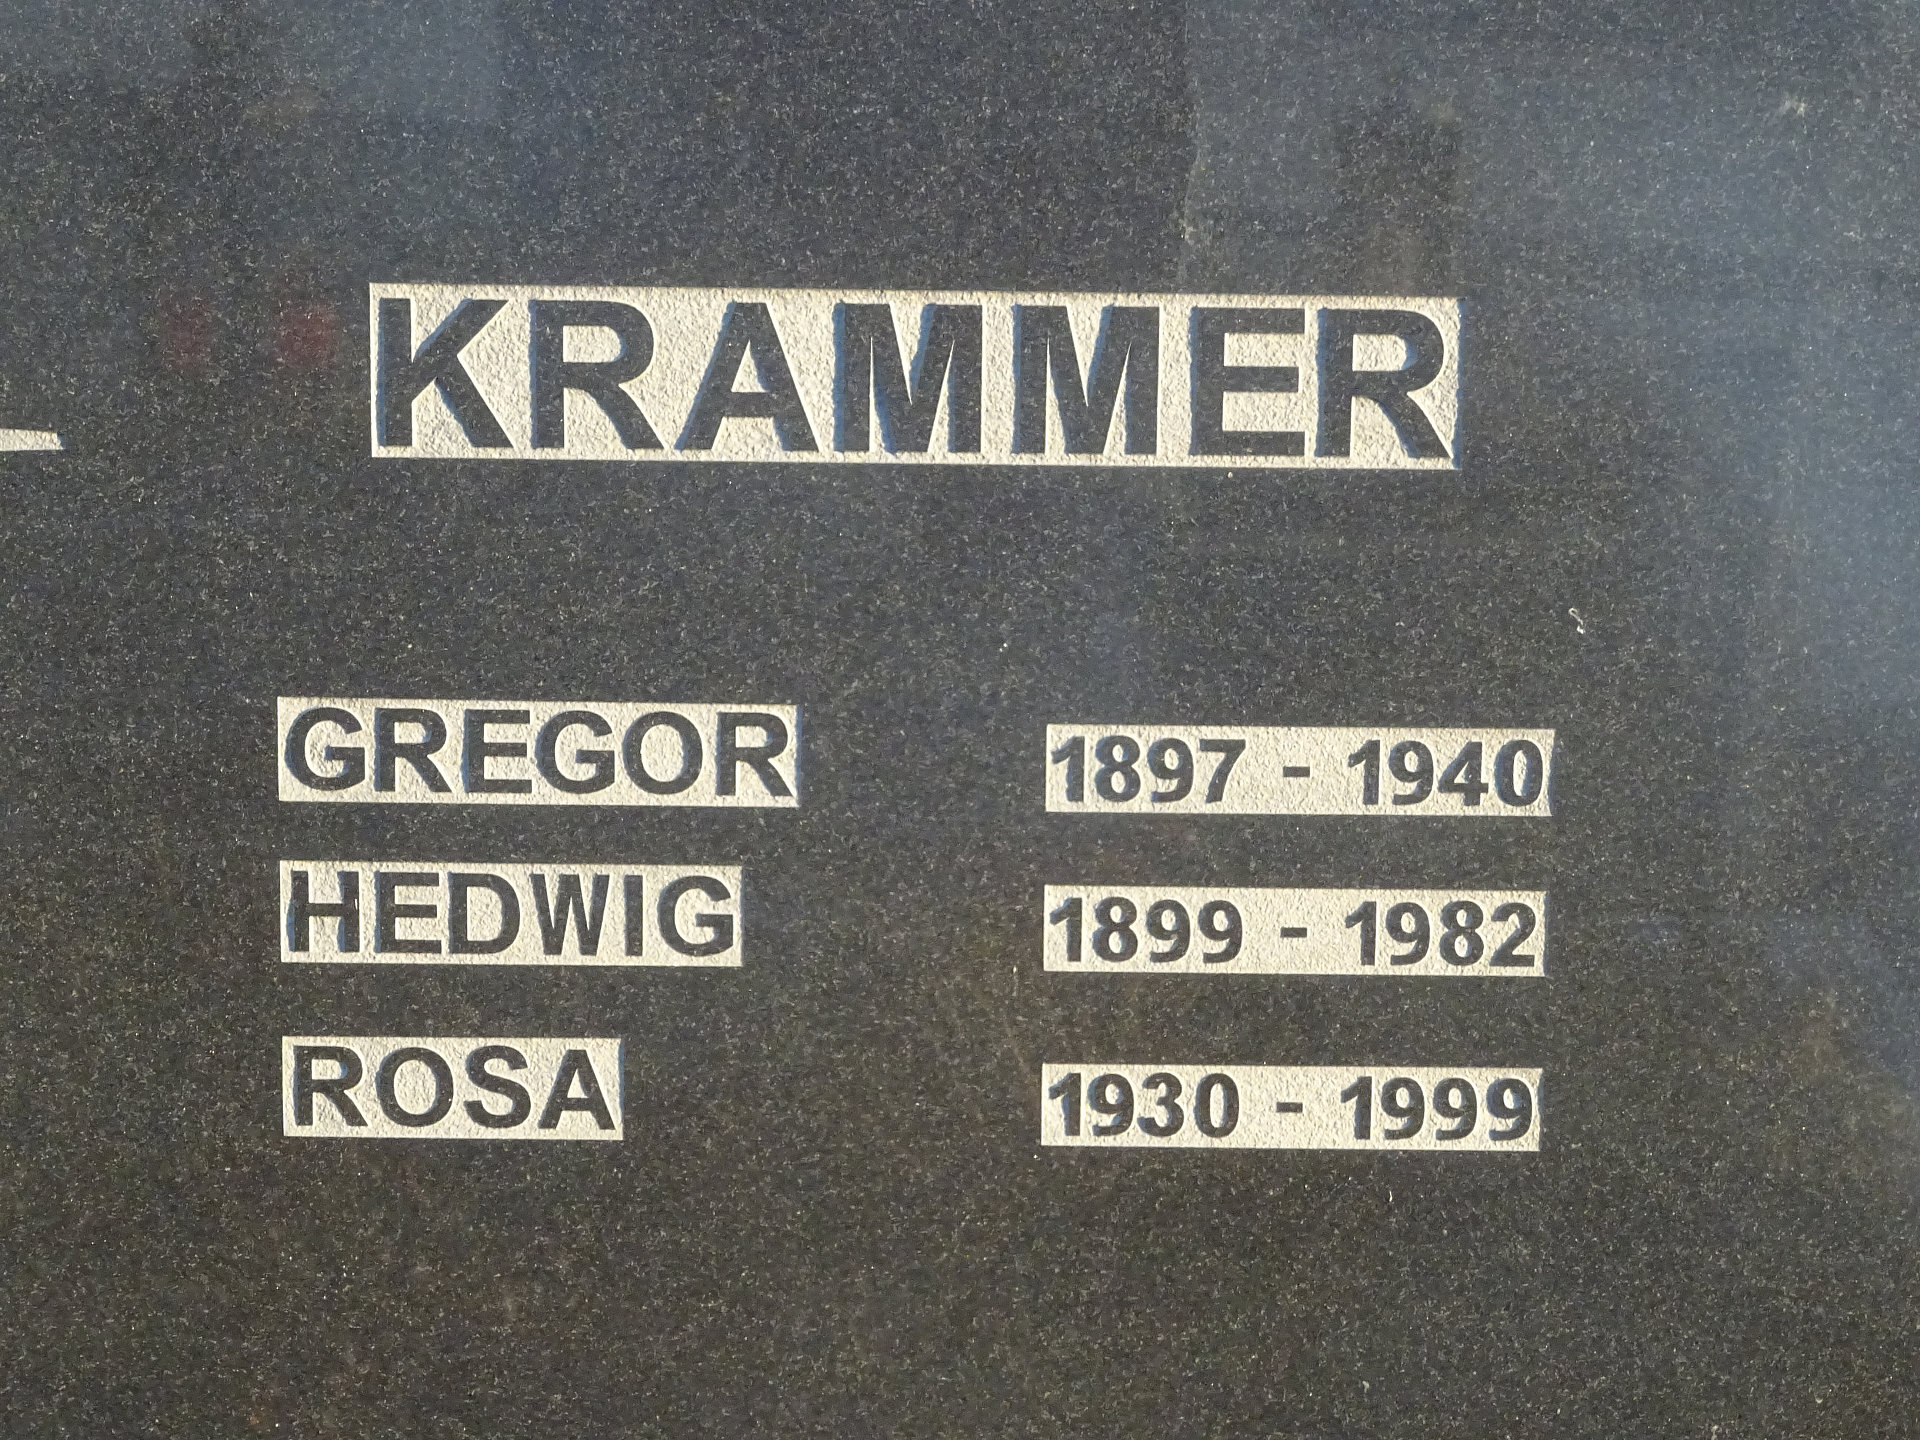 KRAMMER
GREGOR 1897 - 1940
HEDWIG 1899 - 1982
ROSA 1930 - 1999